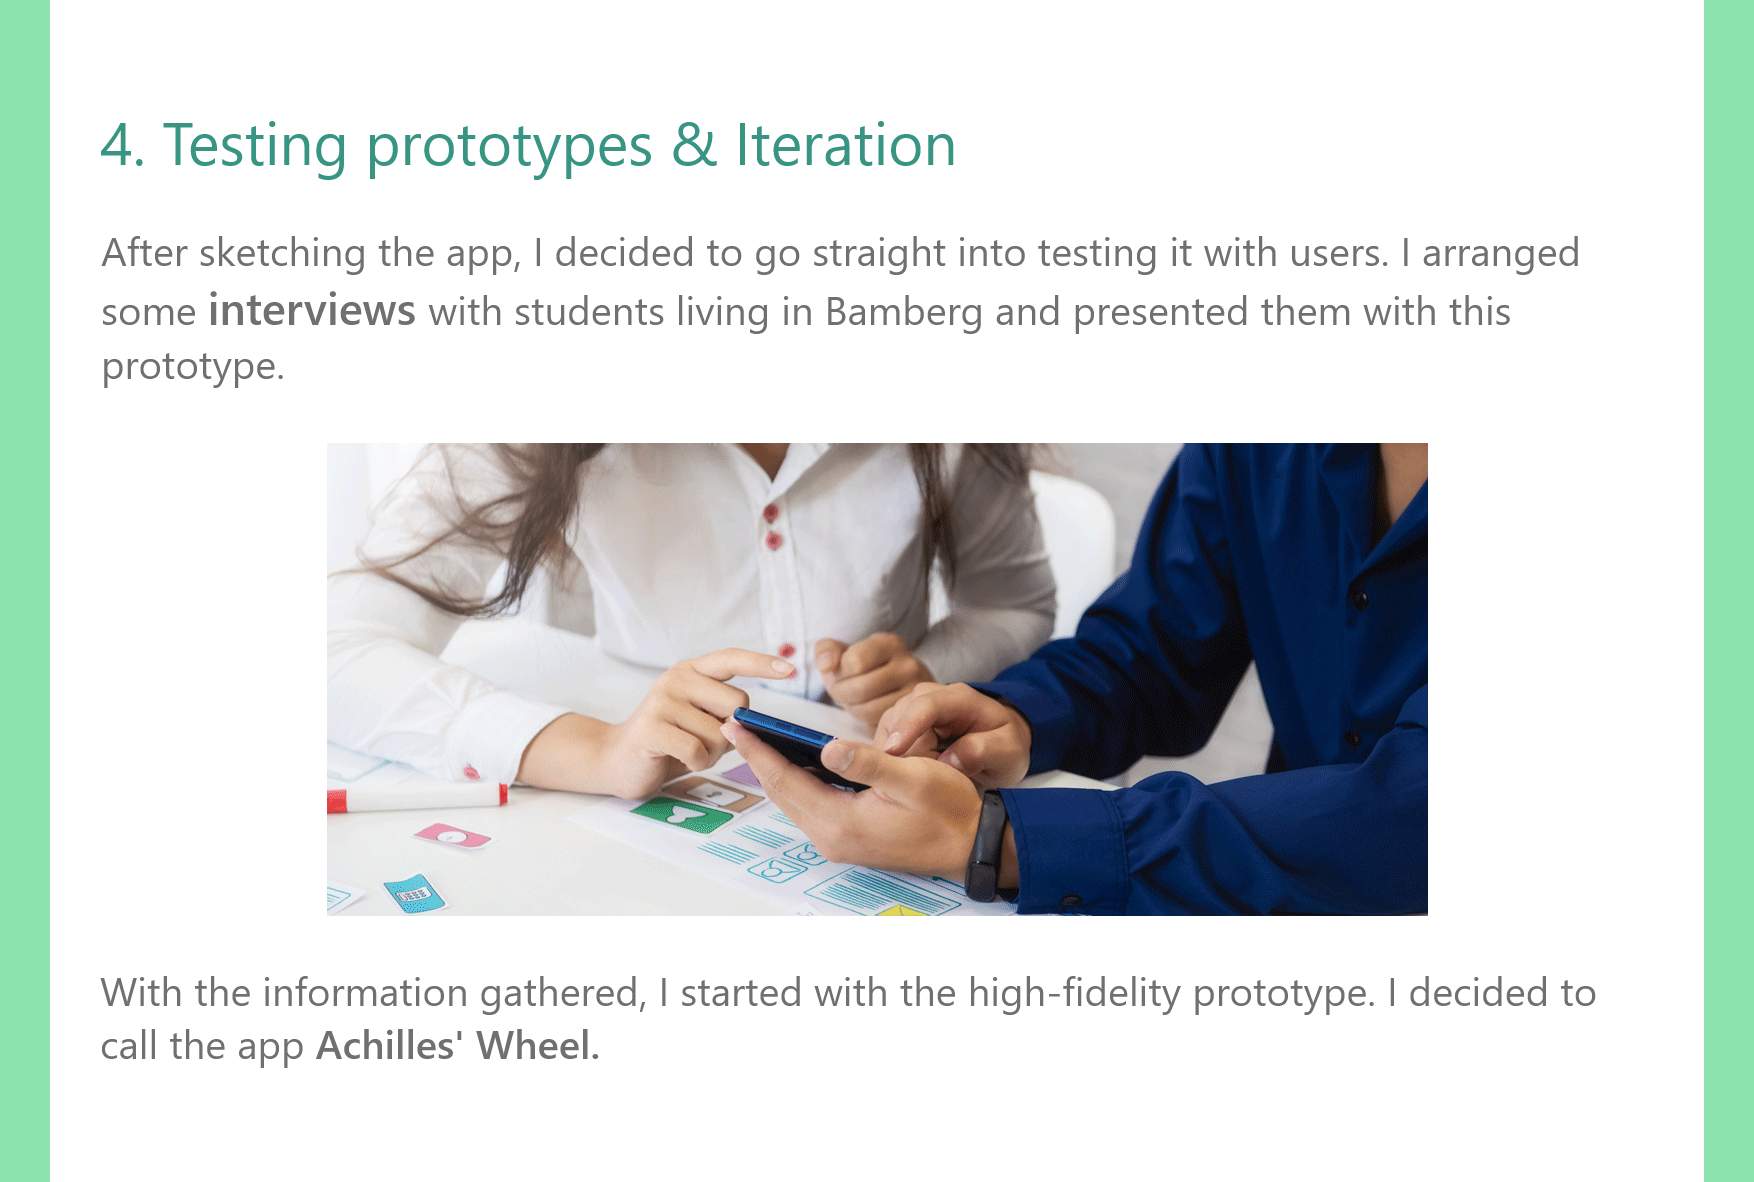 4. Testing prototypes & Iteration
After sketching the app, I decided to go straight into testing it with users. I arranged
some interviews with students living in Bamberg and presented them with this
prototype.
With the information gathered, I started with the high-fidelity prototype. I decided to
call the app Achilles' Wheel.